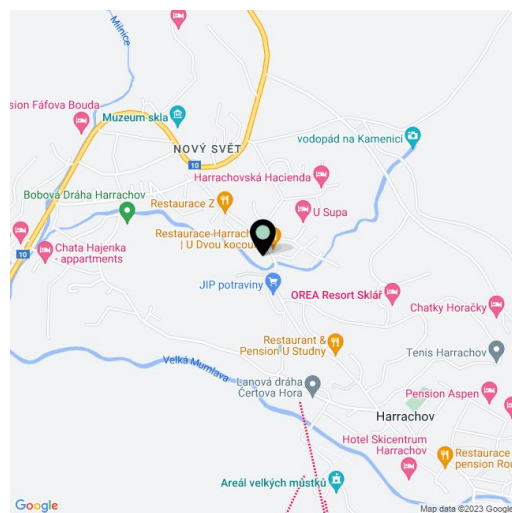 Milnice
nsion Fáfova Bouda
Muzeum skla
NOVÝ SVĚT
vodopád na Kamenici
10
Harrachovská Hacienda
Bobová Dráha Harrachov
Restaurace Z
U Supa
Restaurace Harrach
| U Dvou kocou
10
Chata Hajenka
- appartments
JIP potraviny
OREA Resort Sklář
Chatky Horačky
Restaurant &
Pension U Studny
Tenis Harrachov
Velká Mumlava
Lanová dráha
Čertova Hora
Pension Aspen
Harrachov
Hotel Skicentrum
Harrachov
Restaurace
pension Rou
Areál velkých můstků
Google
Map data ©2023 Google